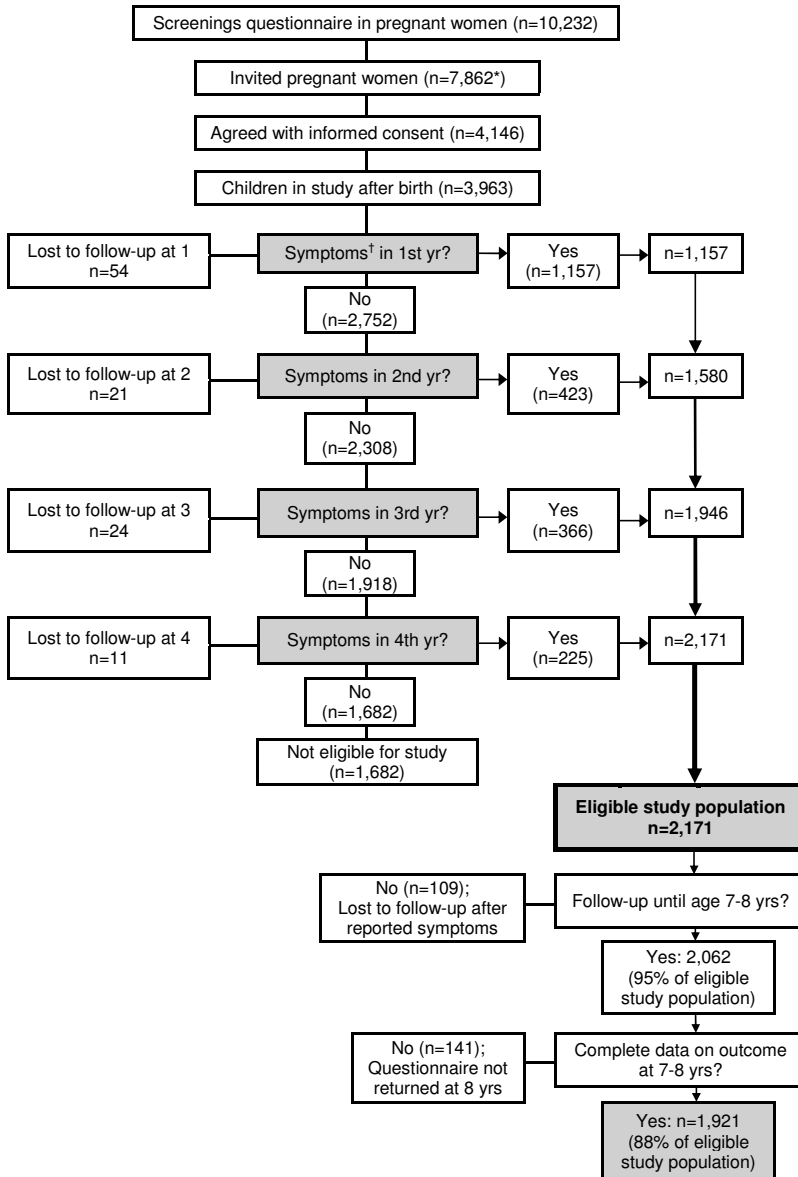 Screenings questionnaire in pregnant women (n=10,232)
Invited pregnant women (n=7,862*)
Agreed with informed consent (n=4,146)
Children in study after birth (n=3,963)
Lost to follow-up at 1
n=54
Symptoms† in 1st yr?
Yes
(n=1,157)
n=1,157
No
(n=2,752)
Lost to follow-up at 2
n=21
Symptoms in 2nd yr?
Yes
(n=423)
n=1,580
No
(n=2,308)
Lost to follow-up at 3
n=24
Symptoms in 3rd yr?
Yes
(n=366)
n=1,946
No
(n=1,918)
Lost to follow-up at 4
n=11
Symptoms in 4th yr?
Yes
(n=225)
n=2,171
No
(n=1,682)
Not eligible for study
(n=1,682)
Eligible study population
n=2,171
No (n=109);
Lost to follow-up after
reported symptoms
Follow-up until age 7-8 yrs?
Yes: 2,062
(95% of eligible
study population)
No (n=141);
Questionnaire not
returned at 8 yrs
Complete data on outcome
at 7-8 yrs?
Yes: n=1,921
(88% of eligible
study population)